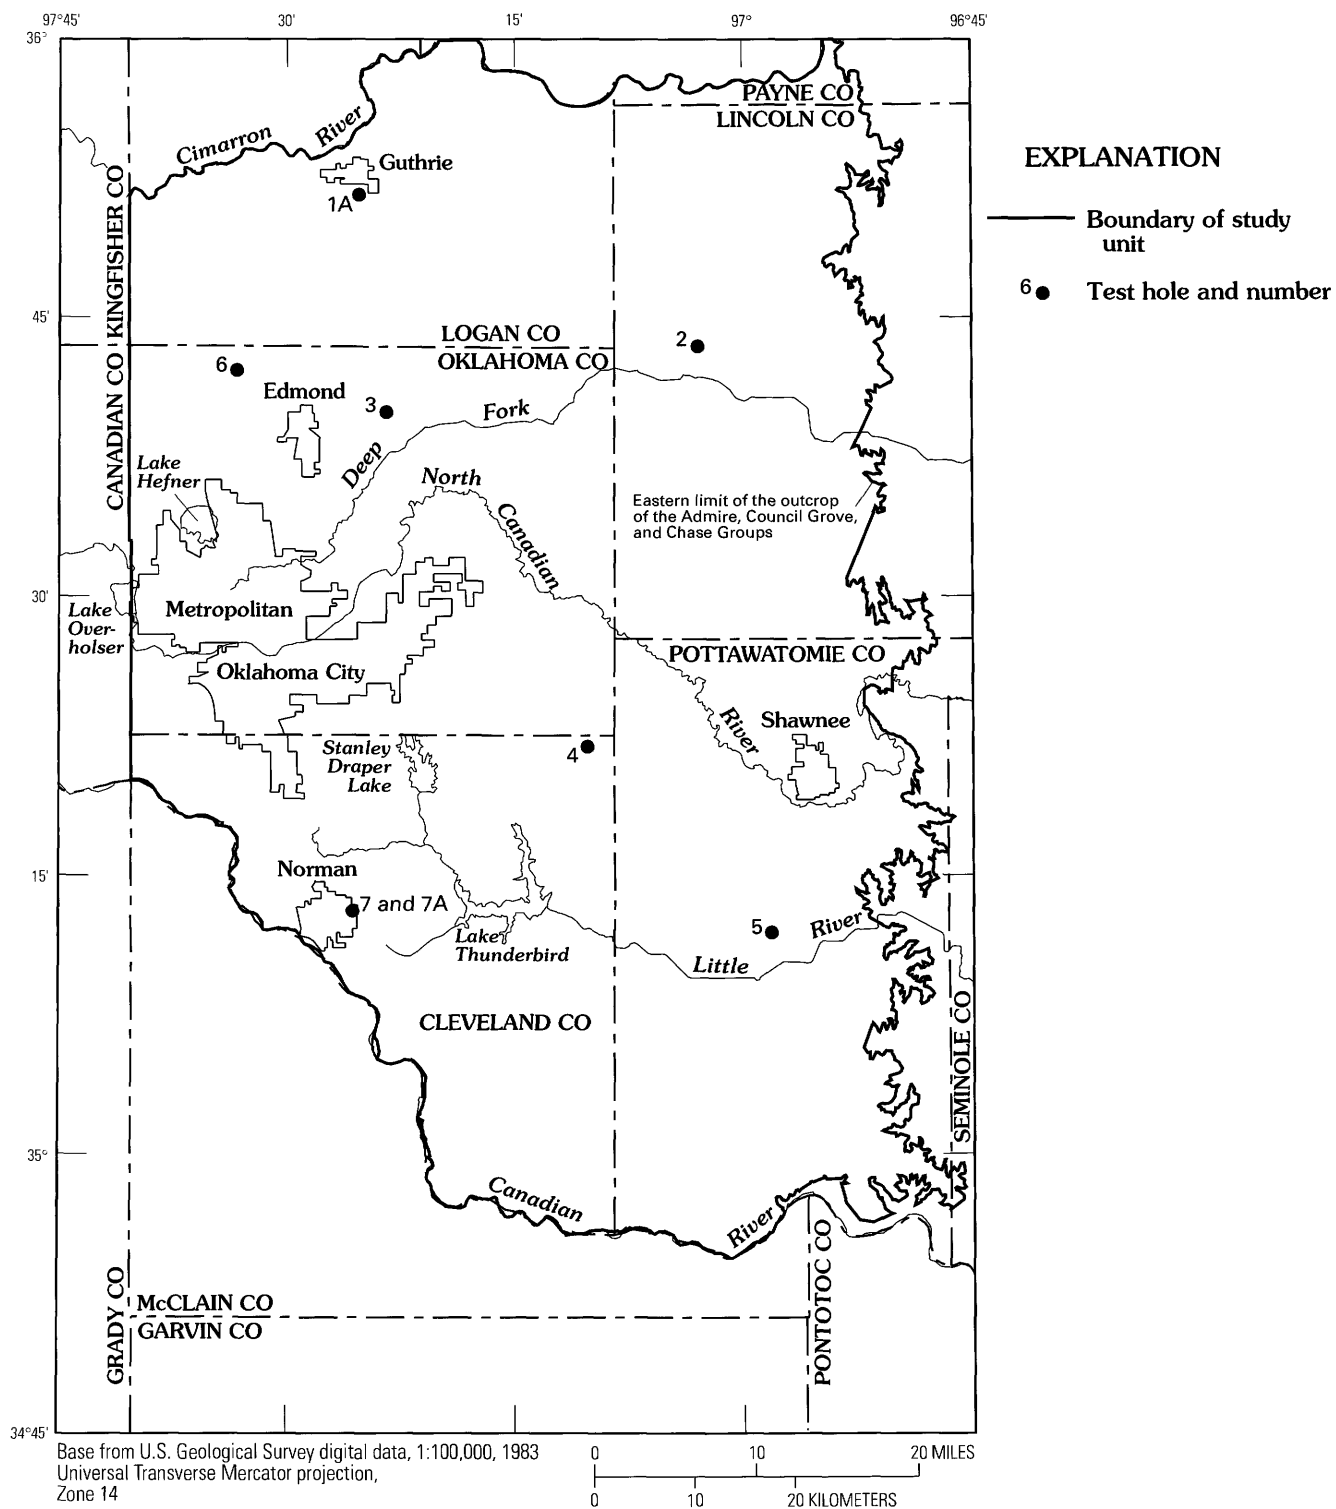 97°45' 30' 15' 97° 96°45'
36°
PAYNE CO
LINCOLN CO
Cimarron River
Guthrie
1A
EXPLANATION
Boundary of study
unit
6 Test hole and number
CANADIAN CO KINGFISHER CO
45'
LOGAN CO
OKLAHOMA CO
2
6
Edmond
3
Deep Fork
Lake
Hefner
North Canadian River
Eastern limit of the outcrop
of the Admire, Council Grove,
and Chase Groups
30'
Lake
Over-
holser
Metropolitan
Oklahoma City
POTTAWATOMIE CO
Shawnee
Stanley
Draper
Lake
4
15'
Norman
7 and 7A
Lake
Thunderbird
5
Little River
CLEVELAND CO
SEMINOLE CO
35°
Canadian River
GRADY CO
McCLAIN CO
GARVIN CO
PONTOTOC CO
34°45'
Base from U.S. Geological Survey digital data, 1:100,000, 1983
Universal Transverse Mercator projection,
Zone 14
0 10 20 MILES
0 10 20 KILOMETERS